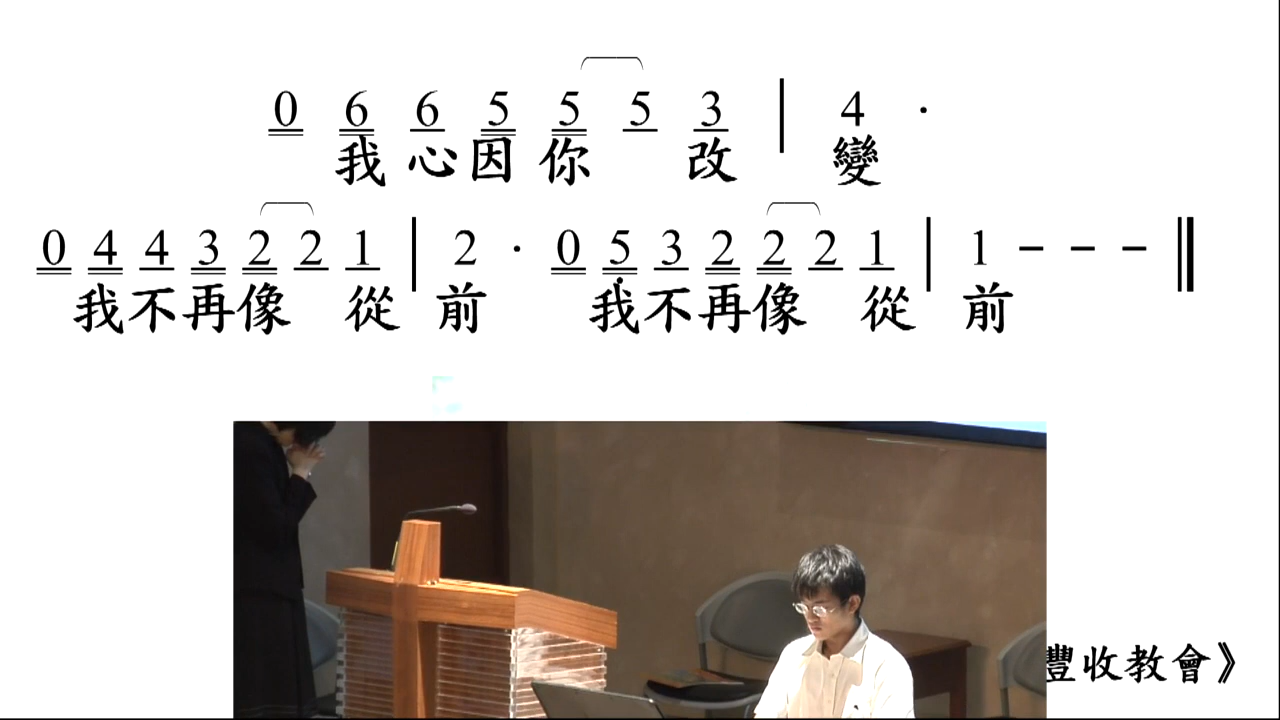 0 6 6 5 5 5 3 | 4 ·
我心因你 改 變
0 4 4 3 2 2 1 | 2 · 0 5 3 2 2 2 1 | 1 - - -
我不再像 從 前 我不再像 從 前
豐收教會》